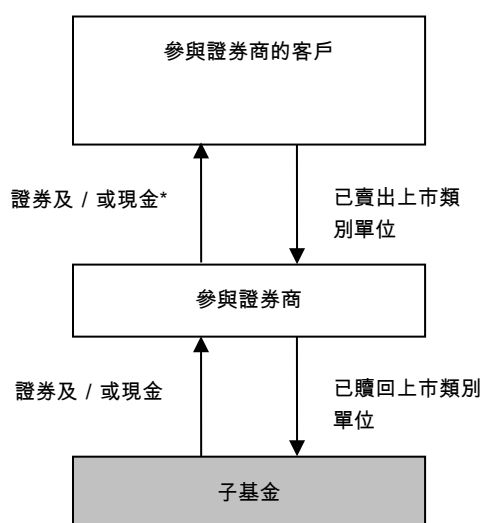 參與證券商的客戶
證券及 / 或現金*
已賣出上市類
別單位
參與證券商
證券及 / 或現金
已贖回上市類別
單位
子基金